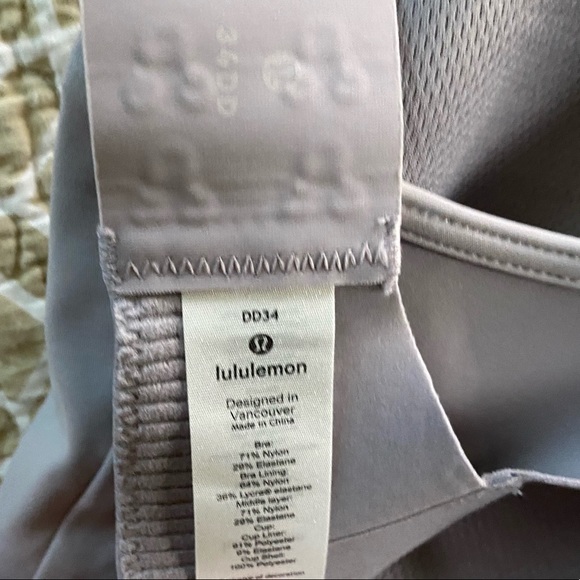 34DD
DD34
lululemon
Designed in
Vancouver
Made in China
Bra:
71% Nylon
29% Elastane
Bra Lining:
64% Nylon
36% Lycra® elastane
Middle layer:
71% Nylon
29% Elastane
Cup:
Cup Liner:
91% Polyester
9% Elastane
Cup Shell:
100% Polyester
of decoration